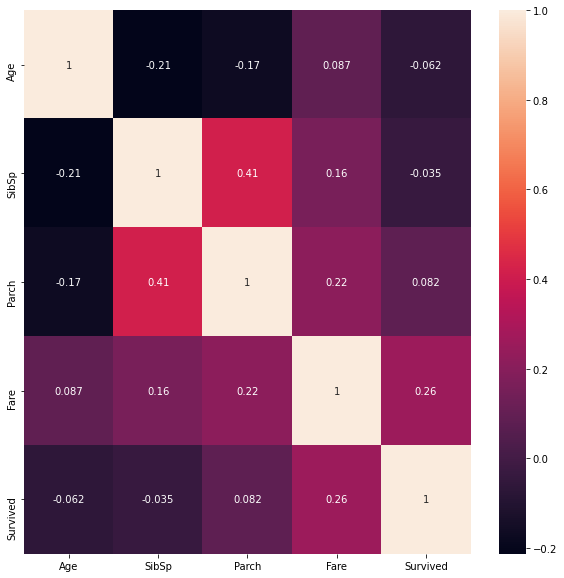 Age 1 -0.21 -0.17 0.087 -0.062
SibSp -0.21 1 0.41 0.16 -0.035
Parch -0.17 0.41 1 0.22 0.082
Fare 0.087 0.16 0.22 1 0.26
Survived -0.062 -0.035 0.082 0.26 1
Age SibSp Parch Fare Survived
1.0
0.8
0.6
0.4
0.2
0.0
−0.2